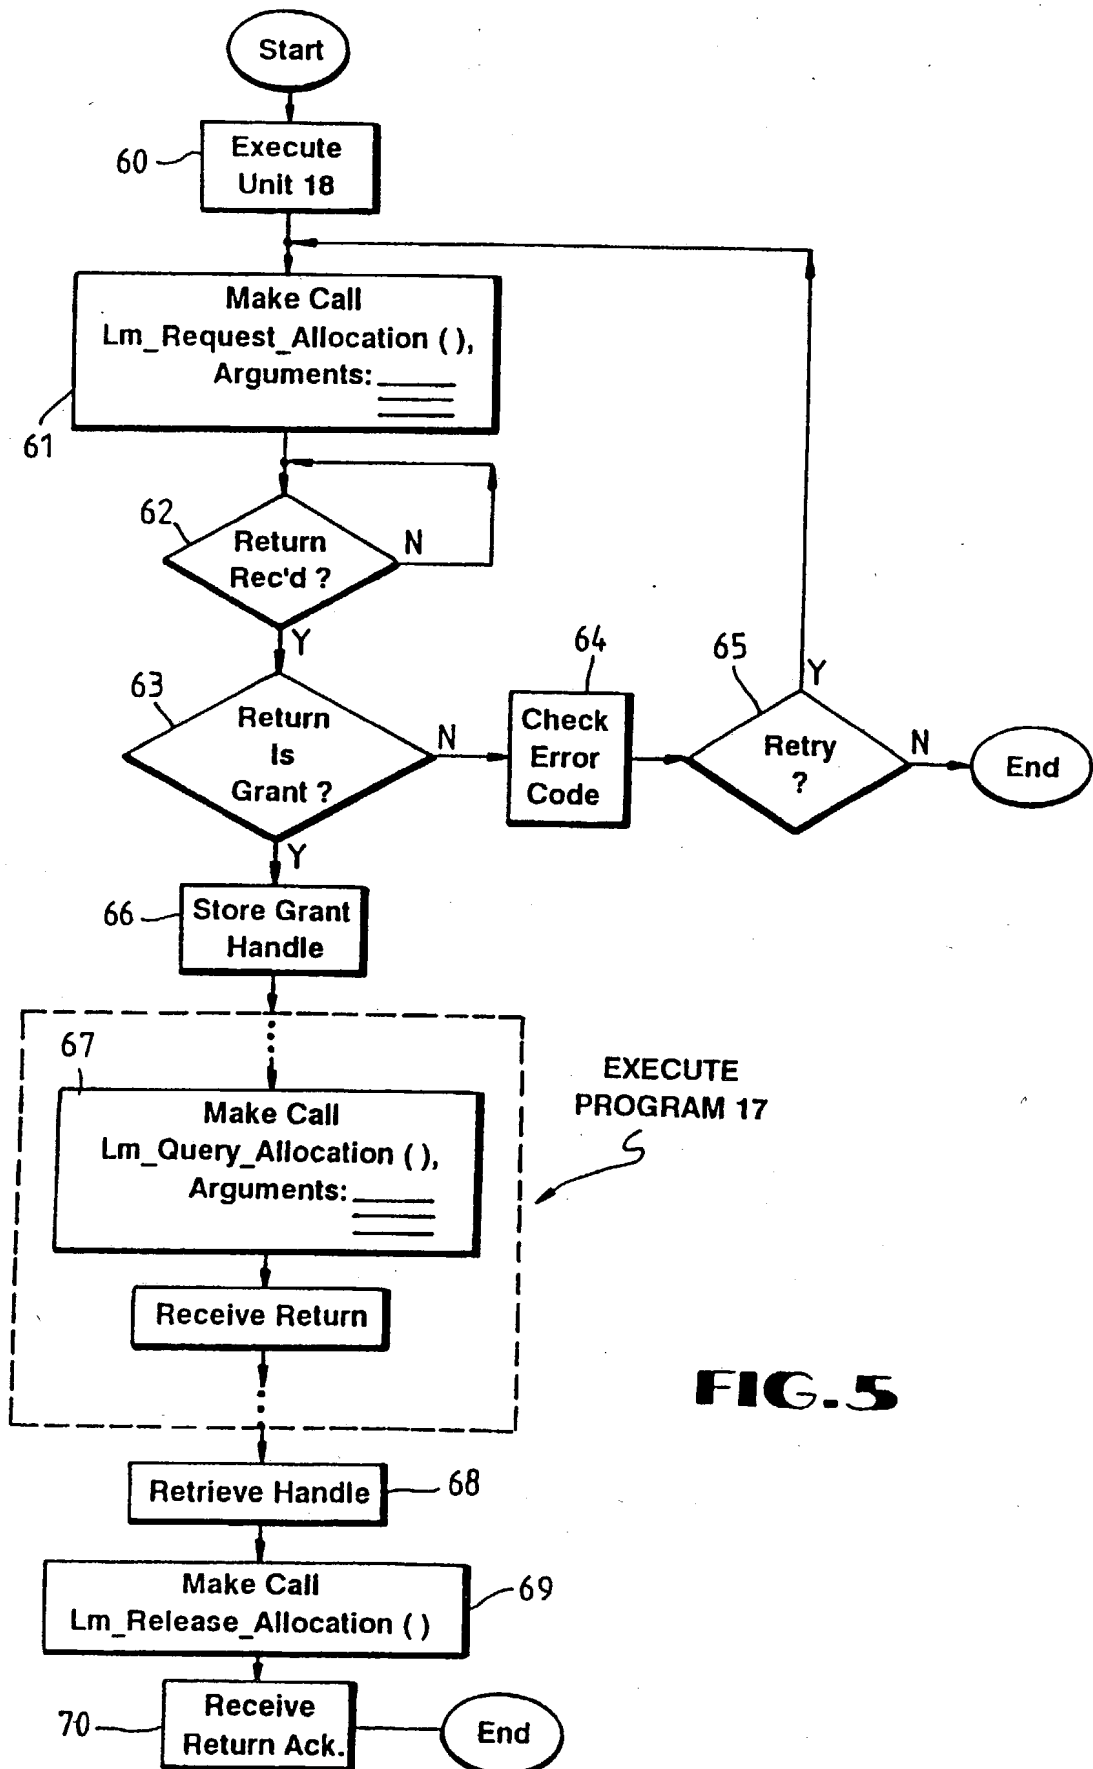 Start
60
Execute
Unit 18
Make Call
Lm_Request_Allocation ( ),
Arguments:
61
62
Return
Rec'd ?
N
Y
63
Return
Is
Grant ?
N
Y
64
Check
Error
Code
65
Retry
?
Y
N
End
66
Store Grant
Handle
67
Make Call
Lm_Query_Allocation ( ),
Arguments:
Receive Return
EXECUTE
PROGRAM 17
FIG. 5
Retrieve Handle
68
Make Call
Lm_Release_Allocation ( )
69
70
Receive
Return Ack.
End